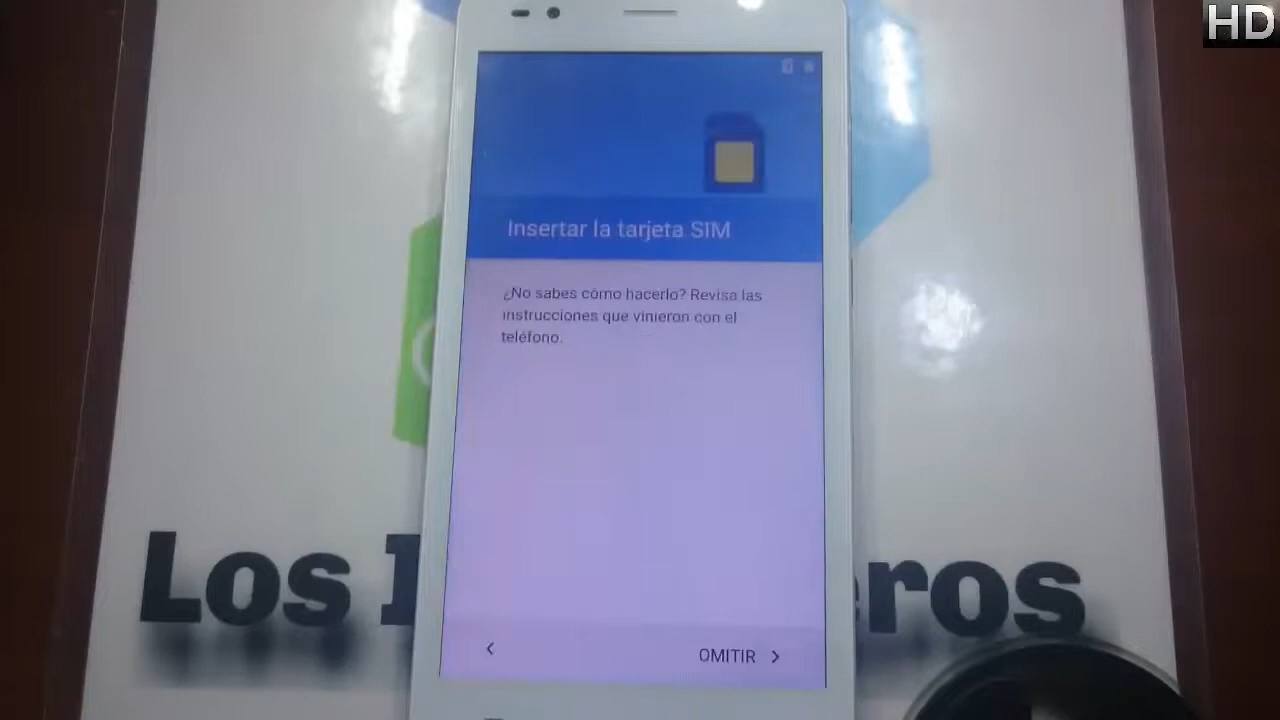 HD
Insertar la tarjeta SIM
¿No sabes cómo hacerlo? Revisa las
instrucciones que vinieron con el
teléfono.
OMITIR
Los
eros